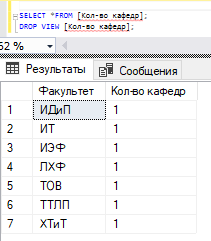 SELECT *FROM [Кол-во кафедр];
DROP VIEW [Кол-во кафедр];
52 %
Результаты Сообщения
Факультет Кол-во кафедр
1 ИДиП 1
2 ИТ 1
3 ИЭФ 1
4 ЛХФ 1
5 ТОВ 1
6 ТТЛП 1
7 ХТиТ 1